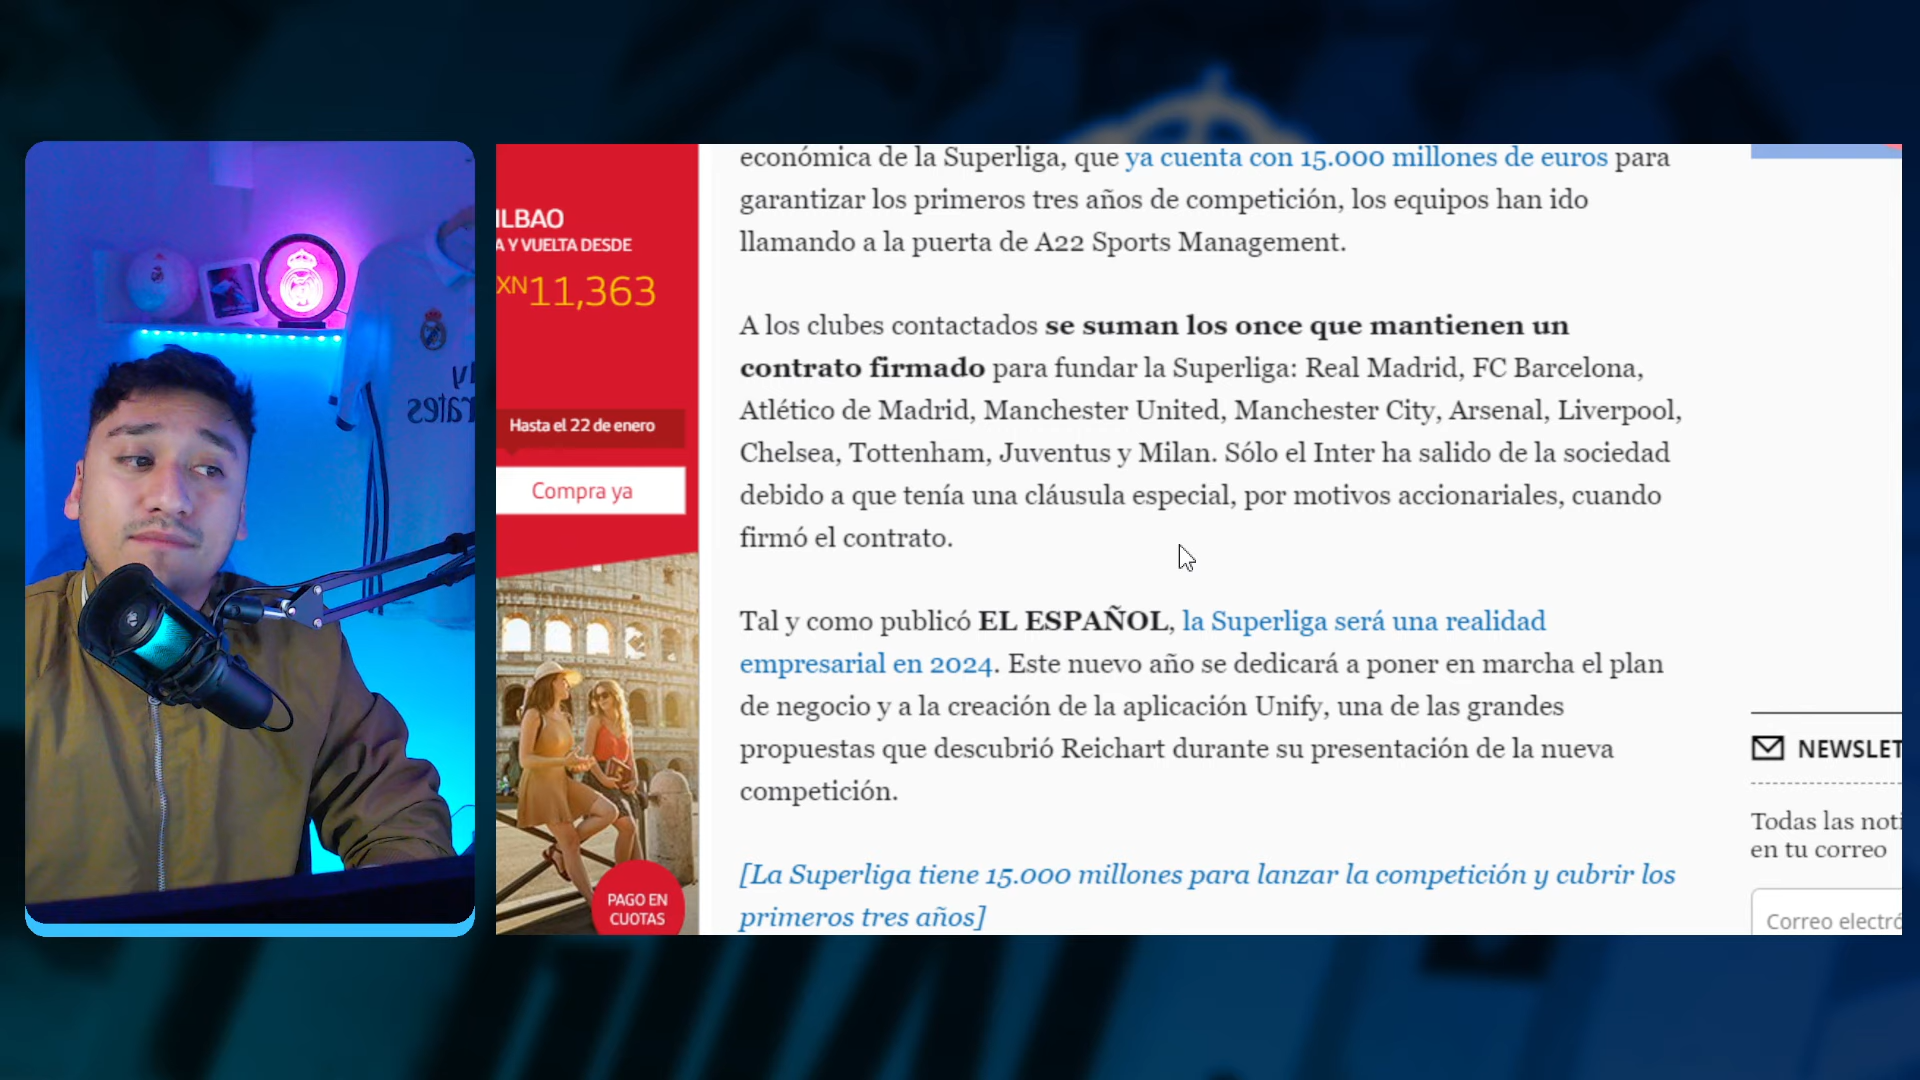 ILBAO
A Y VUELTA DESDE
XN11,363
Hasta el 22 de enero
Compra ya
PAGO EN
CUOTAS
económica de la Superliga, que ya cuenta con 15.000 millones de euros para
garantizar los primeros tres años de competición, los equipos han ido
llamando a la puerta de A22 Sports Management.
A los clubes contactados se suman los once que mantienen un
contrato firmado para fundar la Superliga: Real Madrid, FC Barcelona,
Atlético de Madrid, Manchester United, Manchester City, Arsenal, Liverpool,
Chelsea, Tottenham, Juventus y Milan. Sólo el Inter ha salido de la sociedad
debido a que tenía una cláusula especial, por motivos accionariales, cuando
firmó el contrato.
Tal y como publicó EL ESPAÑOL, la Superliga será una realidad
empresarial en 2024. Este nuevo año se dedicará a poner en marcha el plan
de negocio y a la creación de la aplicación Unify, una de las grandes
propuestas que descubrió Reichart durante su presentación de la nueva
competición.
[La Superliga tiene 15.000 millones para lanzar la competición y cubrir los
primeros tres años]
NEWSLET
Todas las noti
en tu correo
Correo electró